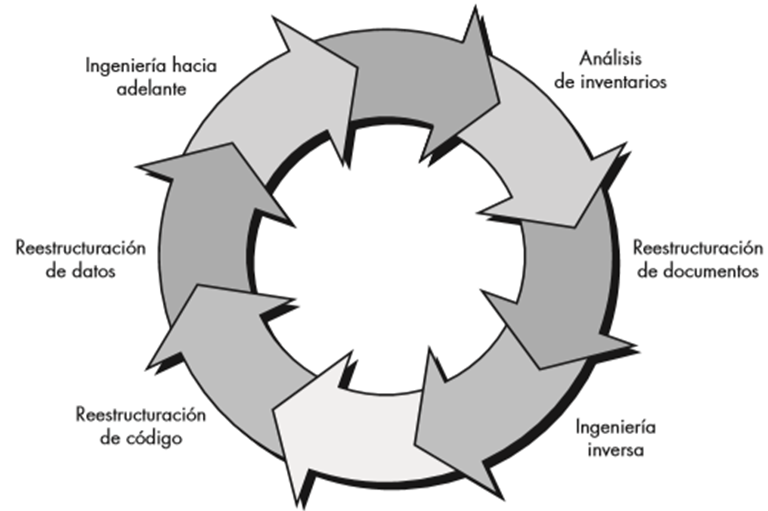 Ingeniería hacia
adelante
Análisis
de inventarios
Reestructuración
de datos
Reestructuración
de documentos
Reestructuración
de código
Ingeniería
inversa